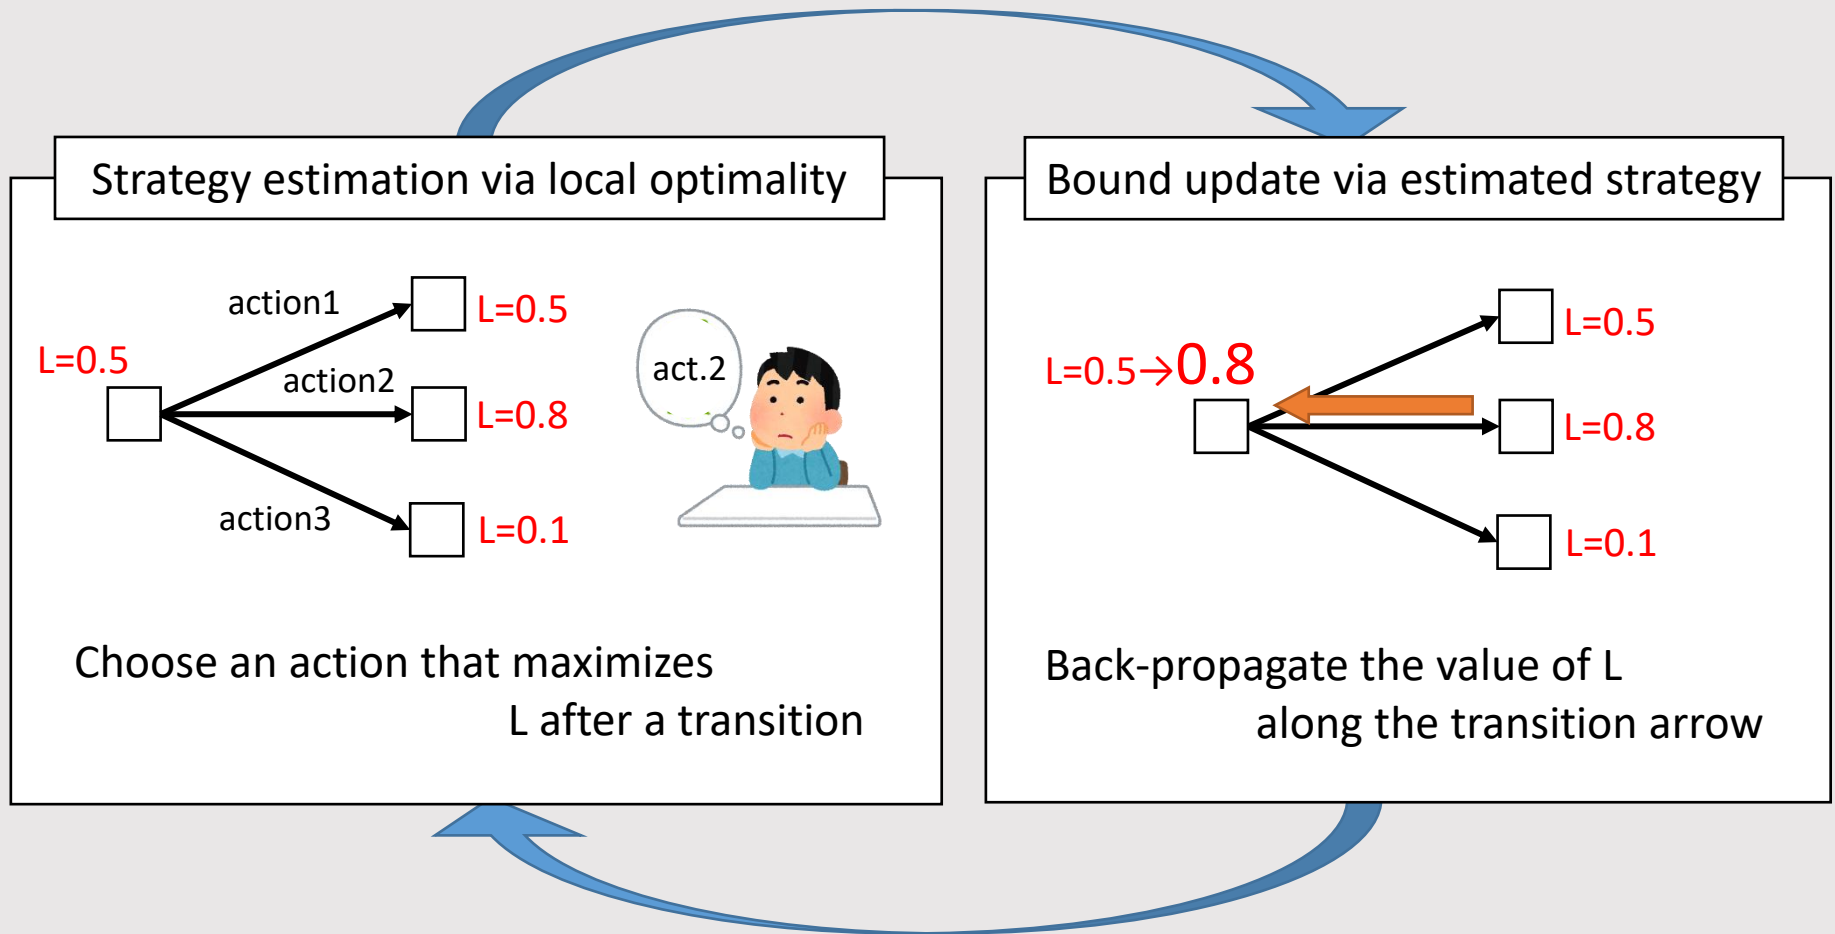 Strategy estimation via local optimality
action1
L=0.5
L=0.5
action2
L=0.8
action3
L=0.1
act.2
Choose an action that maximizes
L after a transition
Bound update via estimated strategy
L=0.5
L=0.5→0.8
L=0.8
L=0.1
Back-propagate the value of L
along the transition arrow